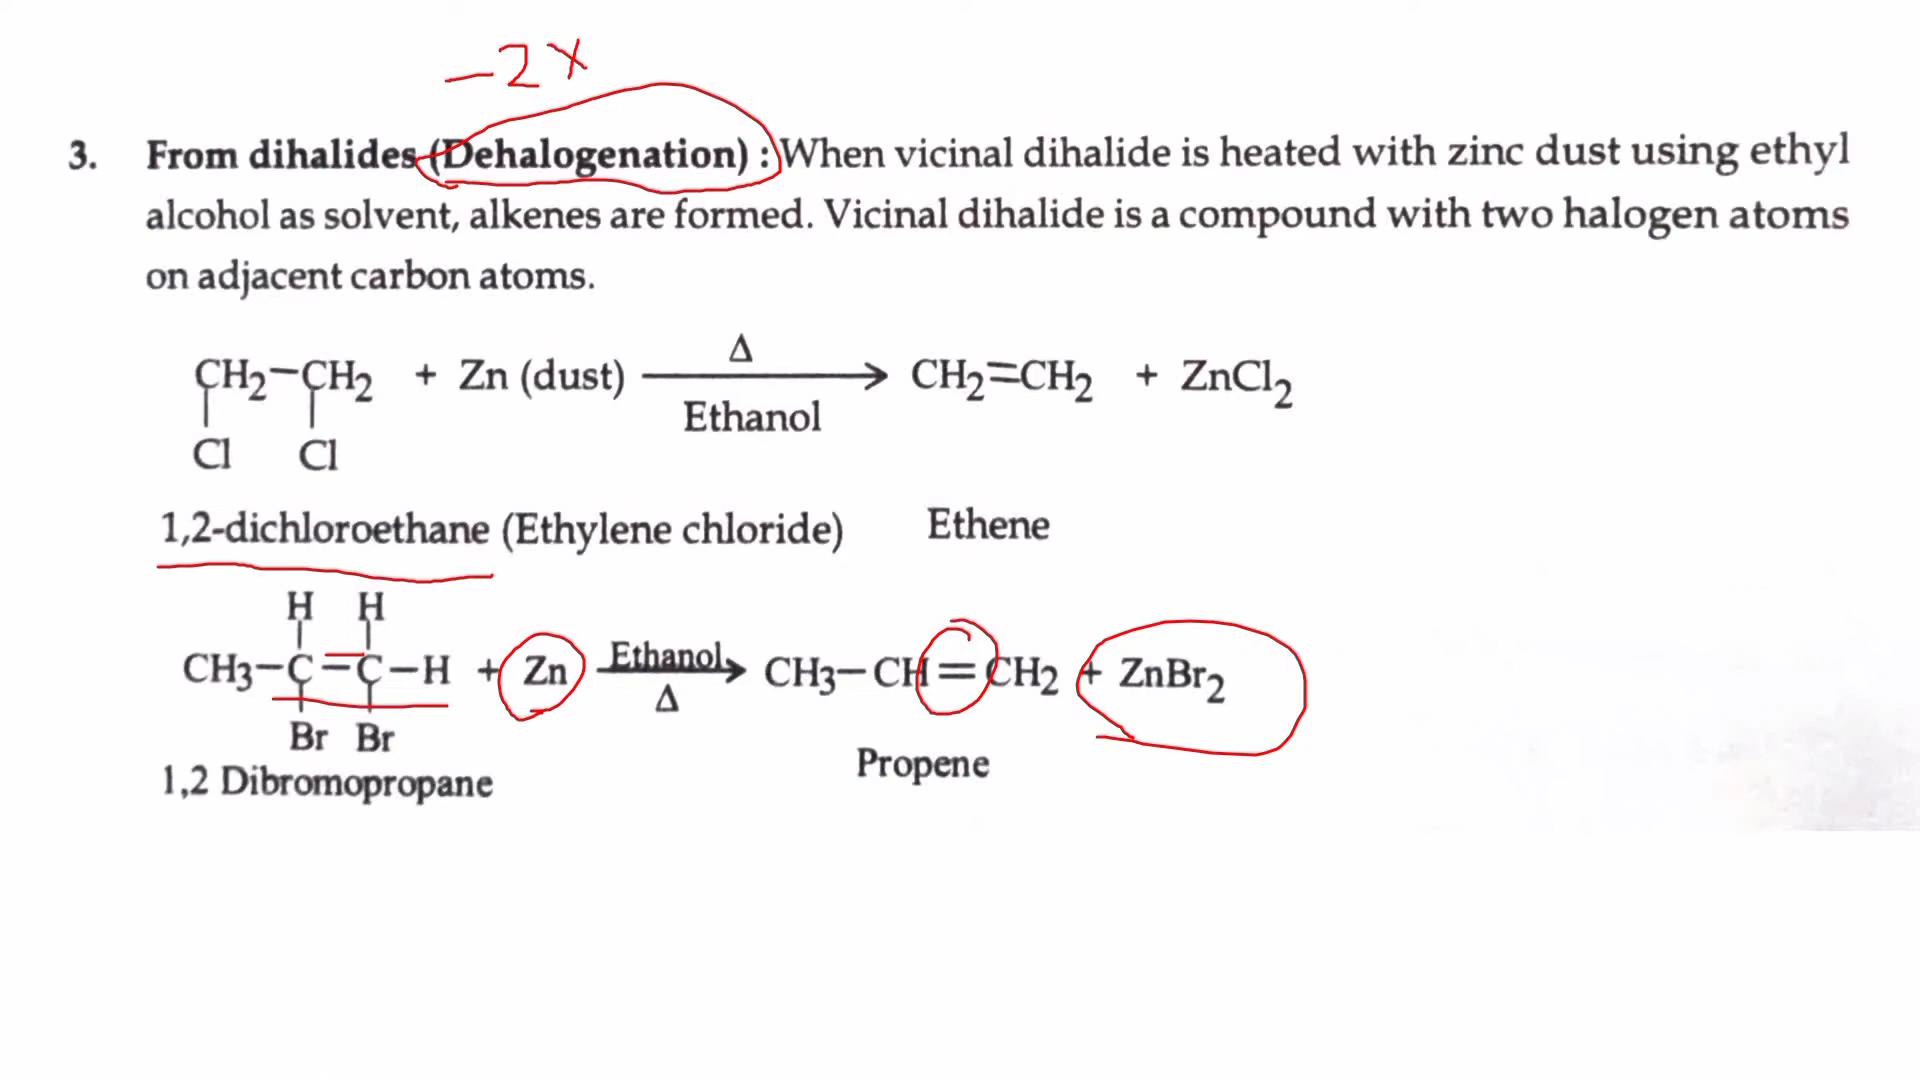 −2x
3. From dihalides (Dehalogenation) : When vicinal dihalide is heated with zinc dust using ethyl
alcohol as solvent, alkenes are formed. Vicinal dihalide is a compound with two halogen atoms
on adjacent carbon atoms.
Δ
CH2−CH2 + Zn (dust) ⟶ CH2=CH2 + ZnCl2
Ethanol
Cl Cl
1,2-dichloroethane (Ethylene chloride) Ethene
H H
Ethanol
CH3−C−C−H + Zn ⟶ CH3−CH=CH2 + ZnBr2
Δ
Br Br
1,2 Dibromopropane Propene